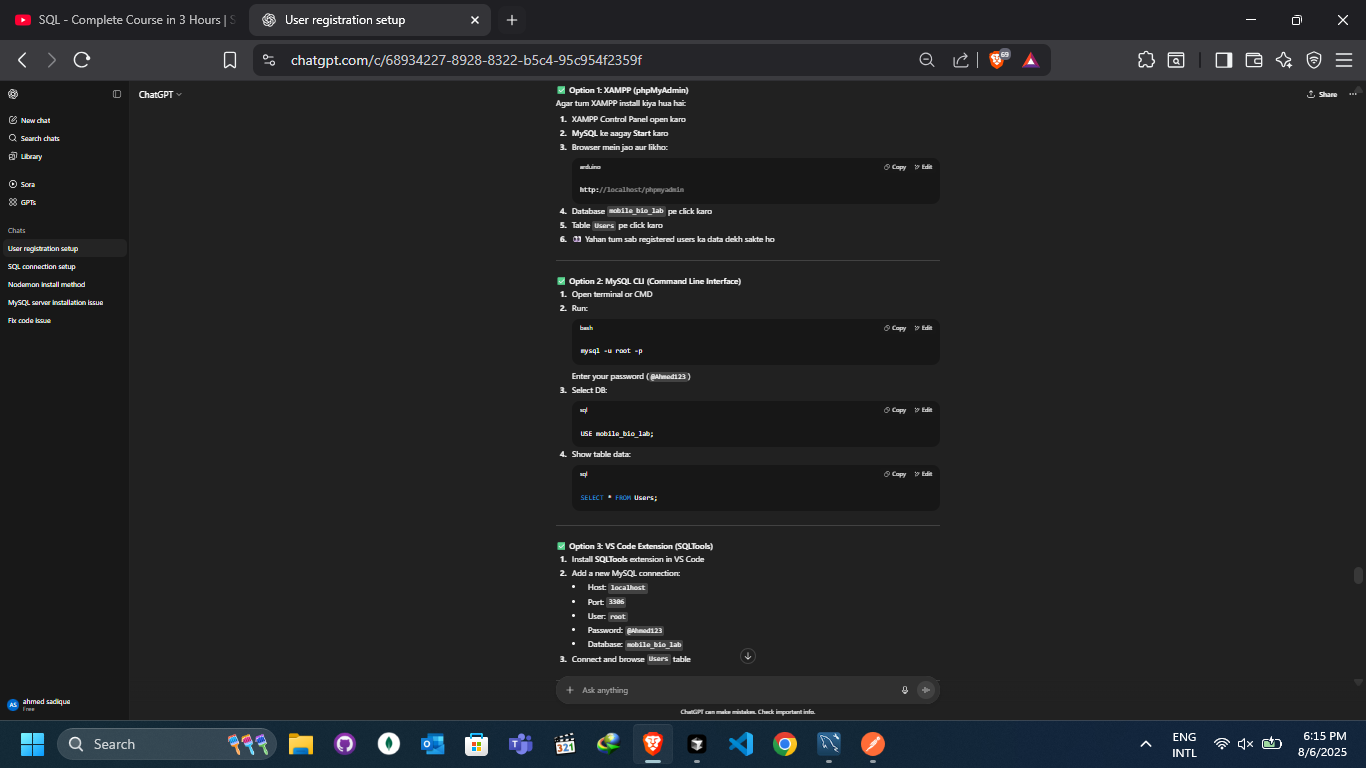 SQL - Complete Course in 3 Hours | S
User registration setup
chatgpt.com/c/68934227-8928-8322-b5c4-95c954f2359f
69
ChatGPT
Share
New chat
Search chats
Library
Sora
GPTs
Chats
User registration setup
SQL connection setup
Nodemon install method
MySQL server installation issue
Fix code issue
AS
ahmed sadique
Free
Option 1: XAMPP (phpMyAdmin)
Agar tum XAMPP install kiya hua hai:
1. XAMPP Control Panel open karo
2. MySQL ke aagay Start karo
3. Browser mein jao aur likho:
arduino
Copy Edit
http://localhost/phpmyadmin
4. Database mobile_bio_lab pe click karo
5. Table Users pe click karo
6. Yahan tum sab registered users ka data dekh sakte ho
Option 2: MySQL CLI (Command Line Interface)
1. Open terminal or CMD
2. Run:
bash
Copy Edit
mysql -u root -p
Enter your password (@Ahmed123)
3. Select DB:
sql
Copy Edit
USE mobile_bio_lab;
4. Show table data:
sql
Copy Edit
SELECT * FROM Users;
Option 3: VS Code Extension (SQLTools)
1. Install SQLTools extension in VS Code
2. Add a new MySQL connection:
• Host: localhost
• Port: 3306
• User: root
• Password: @Ahmed123
• Database: mobile_bio_lab
3. Connect and browse Users table
Ask anything
ChatGPT can make mistakes. Check important info.
Search
321
ENG
INTL
6:15 PM
8/6/2025